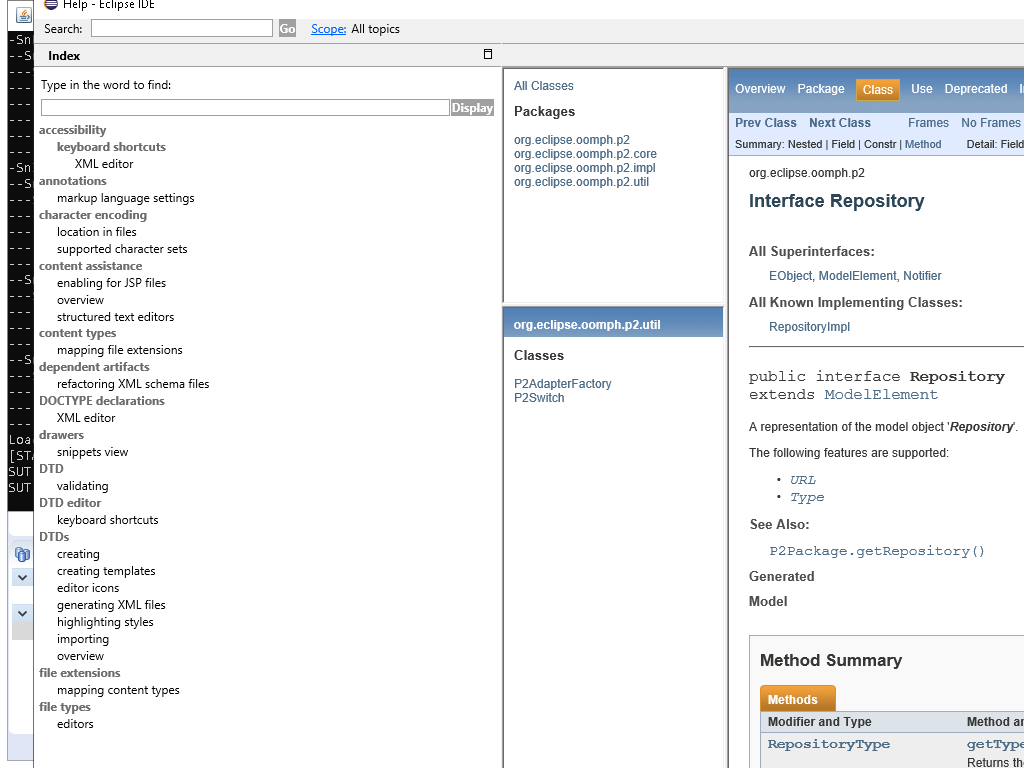 Help - Eclipse IDE
Search: Go Scope: All topics
Index
Type in the word to find:
Display
accessibility
keyboard shortcuts
XML editor
annotations
markup language settings
character encoding
location in files
supported character sets
content assistance
enabling for JSP files
overview
structured text editors
content types
mapping file extensions
dependent artifacts
refactoring XML schema files
DOCTYPE declarations
XML editor
drawers
snippets view
DTD
validating
DTD editor
keyboard shortcuts
DTDs
creating
creating templates
editor icons
generating XML files
highlighting styles
importing
overview
file extensions
mapping content types
file types
editors
All Classes
Packages
org.eclipse.oomph.p2
org.eclipse.oomph.p2.core
org.eclipse.oomph.p2.impl
org.eclipse.oomph.p2.util
org.eclipse.oomph.p2.util
Classes
P2AdapterFactory
P2Switch
Overview Package Class Use Deprecated
Prev Class Next Class Frames No Frames
Summary: Nested | Field | Constr | Method Detail: Field
org.eclipse.oomph.p2
Interface Repository
All Superinterfaces:
EObject, ModelElement, Notifier
All Known Implementing Classes:
RepositoryImpl
public interface Repository
extends ModelElement
A representation of the model object 'Repository'.
The following features are supported:
• URL
• Type
See Also:
P2Package.getRepository()
Generated
Model
Method Summary
Methods
Modifier and Type Method
RepositoryType getType
Returns
SUT
SUT